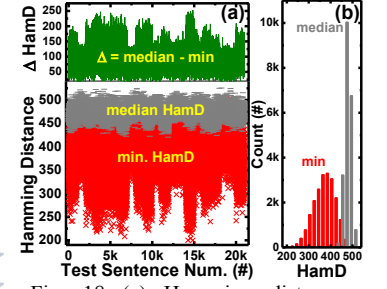 (a)
250
200
150
100
50
Δ HamD
Δ = median - min
500
450
400
350
300
250
200
Hamming Distance
median HamD
min. HamD
0 5k 10k 15k 20k
Test Sentence Num. (#)
(b)
10k
8k
6k
4k
2k
0
Count (#)
median
min
200 300 400 500
HamD